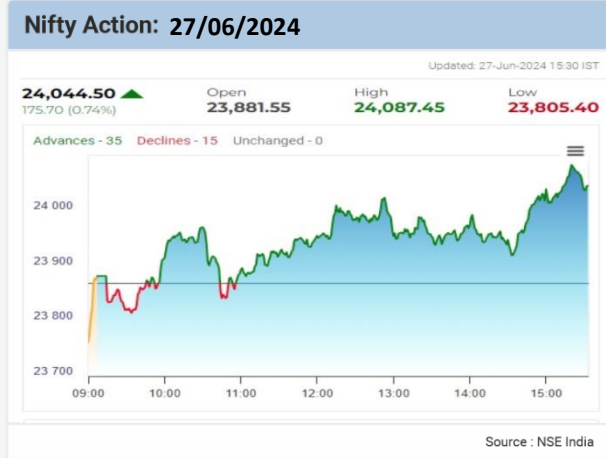 Nifty Action: 27/06/2024
Updated: 27-Jun-2024 15:30 IST
24,044.50 Open High Low
175.70 (0.74%) 23,881.55 24,087.45 23,805.40
Advances - 35 Declines - 15 Unchanged - 0
24 000
23 900
23 800
23 700
09:00 10:00 11:00 12:00 13:00 14:00 15:00
Source : NSE India